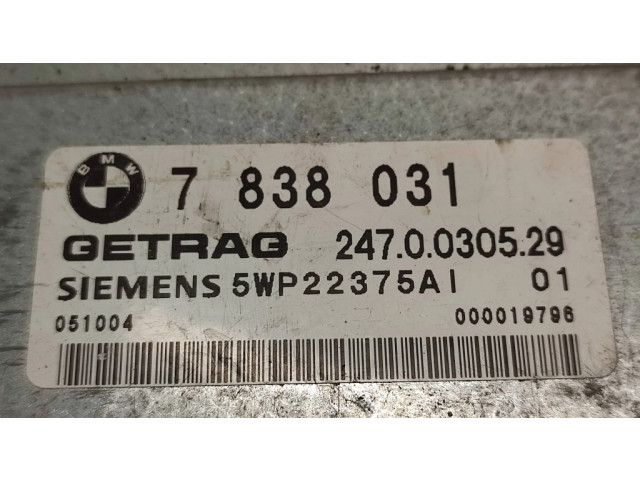 BMW 7 838 031
GETRAG 247.0.0305.29
SIEMENS 5WP22375AI 01
051004 000019796